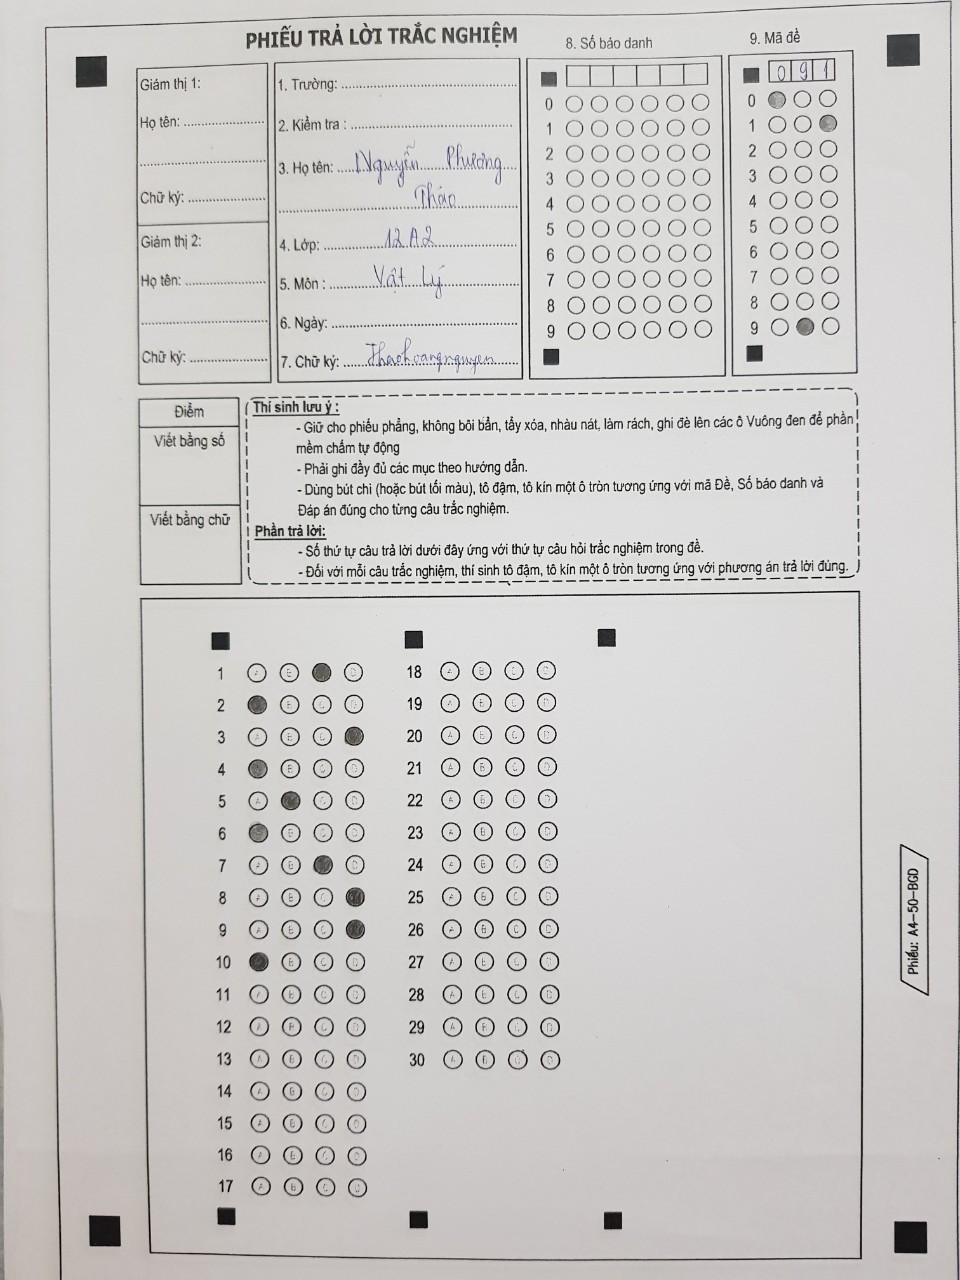 PHIẾU TRẢ LỜI TRẮC NGHIỆM
Giám thị 1:
Họ tên:
Chữ ký:
Giám thị 2:
Họ tên:
Chữ ký:
1. Trường:
2. Kiểm tra :
3. Họ tên: Nguyễn Phương
Thảo
4. Lớp: 12A2
5. Môn : Vật Lý
6. Ngày:
7. Chữ ký: Thaohoangnguyen
8. Số báo danh
0
1
2
3
4
5
6
7
8
9
9. Mã đề
0 9 1
0
1
2
3
4
5
6
7
8
9
Điểm
Viết bằng số
Viết bằng chữ
Thí sinh lưu ý :
- Giữ cho phiếu phẳng, không bôi bẩn, tẩy xóa, nhàu nát, làm rách, ghi đè lên các ô Vuông đen để phần
mềm chấm tự động
- Phải ghi đầy đủ các mục theo hướng dẫn.
- Dùng bút chì (hoặc bút tối màu), tô đậm, tô kín một ô tròn tương ứng với mã Đề, Số báo danh và
Đáp án đúng cho từng câu trắc nghiệm.
Phần trả lời:
- Số thứ tự câu trả lời dưới đây ứng với thứ tự câu hỏi trắc nghiệm trong đề.
- Đối với mỗi câu trắc nghiệm, thí sinh tô đậm, tô kín một ô tròn tương ứng với phương án trả lời đúng.
1 A B D
2 B C D
3 A B C
4 B C D
5 A C D
6 B C D
7 A B D
8 A B C
9 A B C
10 B C D
11 A B C D
12 A B C D
13 A B C D
14 A B C D
15 A B C D
16 A B C D
17 A B C D
18 A B C D
19 A B C D
20 A B C D
21 A B C D
22 A B C D
23 A B C D
24 A B C D
25 A B C D
26 A B C D
27 A B C D
28 A B C D
29 A B C D
30 A B C D
Phiếu: A4-50-BGD